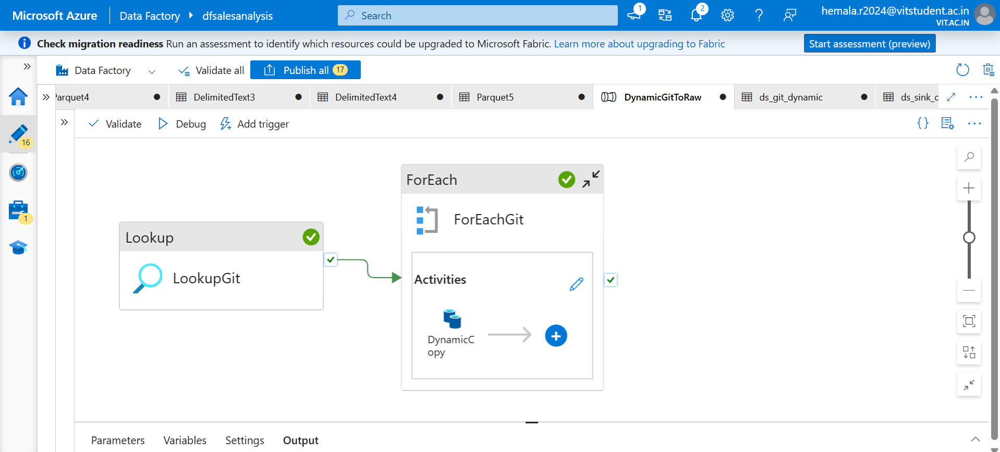 Microsoft Azure
Data Factory
dfsalesanalysis
Search
1
2
hemala.r2024@vitstudent.ac.in
VIT.AC.IN
Check migration readiness Run an assessment to identify which resources could be upgraded to Microsoft Fabric. Learn more about upgrading to Fabric
Start assessment (preview)
Data Factory
Validate all
Publish all 17
Parquet4
DelimitedText3
DelimitedText4
Parquet5
DynamicGitToRaw
ds_git_dynamic
ds_sink_d
16
1
Validate
Debug
Add trigger
{}
ForEach
ForEachGit
Lookup
LookupGit
Activities
DynamicC
opy
Parameters
Variables
Settings
Output